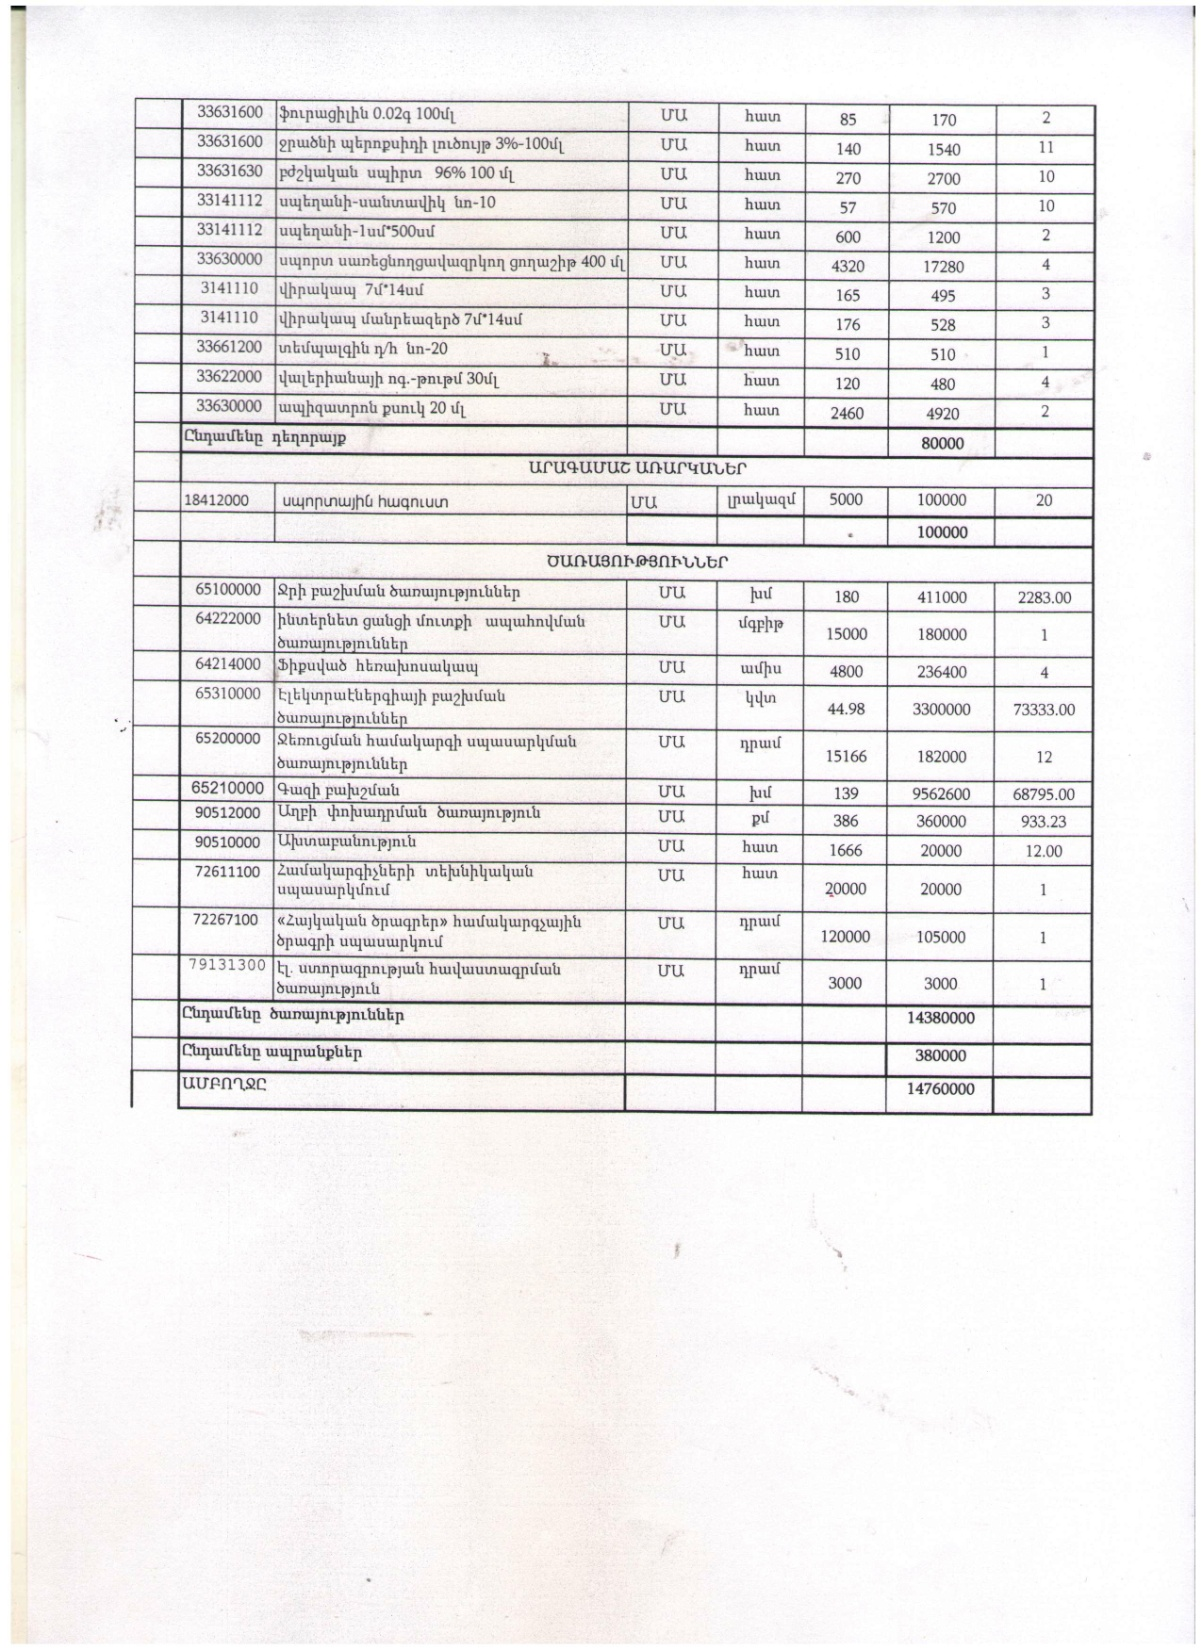 33631600 ֆուրացիլին 0.02գ 100մլ ՄԱ հատ 85 170 2
33631600 ջրածնի պերոքսիդի լուծույթ 3%-100մլ ՄԱ հատ 140 1540 11
33631630 բժշկական սպիրտ 96% 100 մլ ՄԱ հատ 270 2700 10
33141112 սպեղանի-սանտավիկ նո-10 ՄԱ հատ 57 570 10
33141112 սպեղանի-1սմ*500սմ ՄԱ հատ 600 1200 2
33630000 սպորտ սառեցնողցավազրկող ցողաշիթ 400 մլ ՄԱ հատ 4320 17280 4
3141110 վիրակապ 7մ*14սմ ՄԱ հատ 165 495 3
3141110 վիրակապ մանրեազերծ 7մ*14սմ ՄԱ հատ 176 528 3
33661200 տեմպալգին դ/հ նո-20 ՄԱ հատ 510 510 1
33622000 վալերիանայի ոգ.-թուրմ 30մլ ՄԱ հատ 120 480 4
33630000 ապիզատրոն քսուկ 20 մլ ՄԱ հատ 2460 4920 2
Ընդամենը դեղորայք 80000
ԱՐԱԳԱՄԱՇ ԱՌԱՐԿԱՆԵՐ
18412000 սպորտային հագուստ ՄԱ լրակազմ 5000 100000 20
100000
ԾԱՌԱՅՈՒԹՅՈՒՆՆԵՐ
65100000 Ջրի բաշխման ծառայություններ ՄԱ խմ 180 411000 2283.00
64222000 ինտերնետ ցանցի մուտքի ապահովման ՄԱ մգբիթ 15000 180000 1
ծառայություններ
64214000 Ֆիքսված հեռախոսակապ ՄԱ ամիս 4800 236400 4
65310000 Էլեկտրաէներգիայի բաշխման ՄԱ կվտ 44.98 3300000 73333.00
ծառայություններ
65200000 Ջեռուցման համակարգի սպասարկման ՄԱ դրամ 15166 182000 12
ծառայություններ
65210000 Գազի բախշման ՄԱ խմ 139 9562600 68795.00
90512000 Աղբի փոխադրման ծառայություն ՄԱ քմ 386 360000 933.23
90510000 Ախտաբանություն ՄԱ հատ 1666 20000 12.00
72611100 Համակարգիչների տեխնիկական ՄԱ հատ 20000 20000 1
սպասարկմում
72267100 «Հայկական ծրագրեր» համակարգչային ՄԱ դրամ 120000 105000 1
ծրագրի սպասարկում
79131300 էլ. ստորագրության հավաստագրման ՄԱ դրամ 3000 3000 1
ծառայություն
Ընդամենը ծառայություններ 14380000
Ընդամենը ապրանքներ 380000
ԱՄԲՈՂՋԸ 14760000